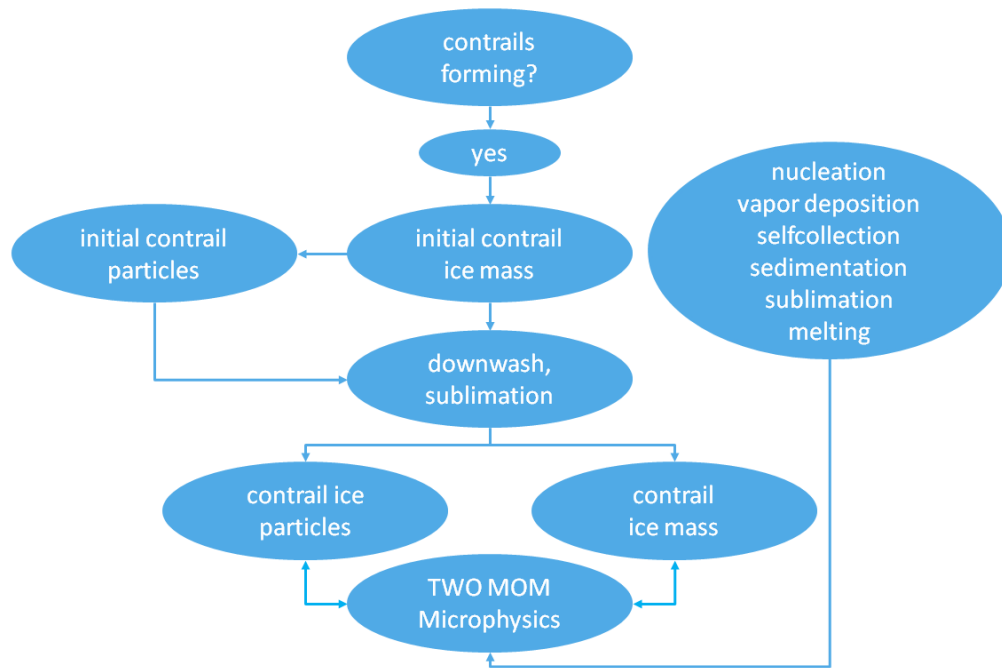 contrails
forming?
yes
initial contrail
particles
initial contrail
ice mass
nucleation
vapor deposition
selfcollection
sedimentation
sublimation
melting
downwash,
sublimation
contrail ice
particles
contrail
ice mass
TWO MOM
Microphysics